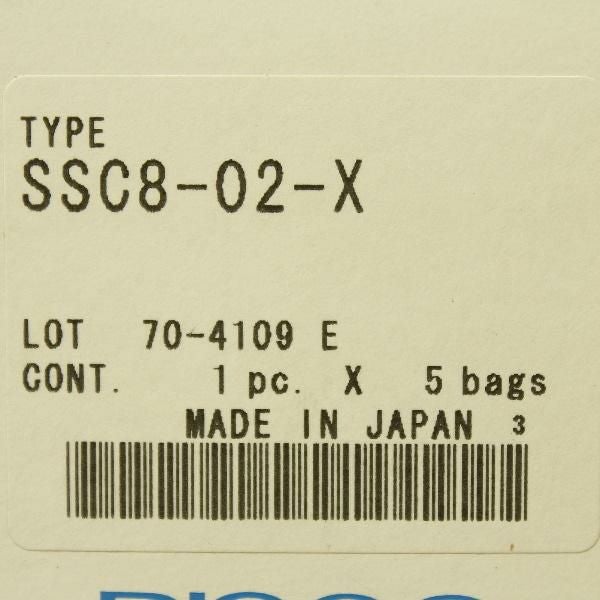 TYPE
SSC8-02-X
LOT 70-4109 E
CONT. 1 pc. X 5 bags
MADE IN JAPAN 3